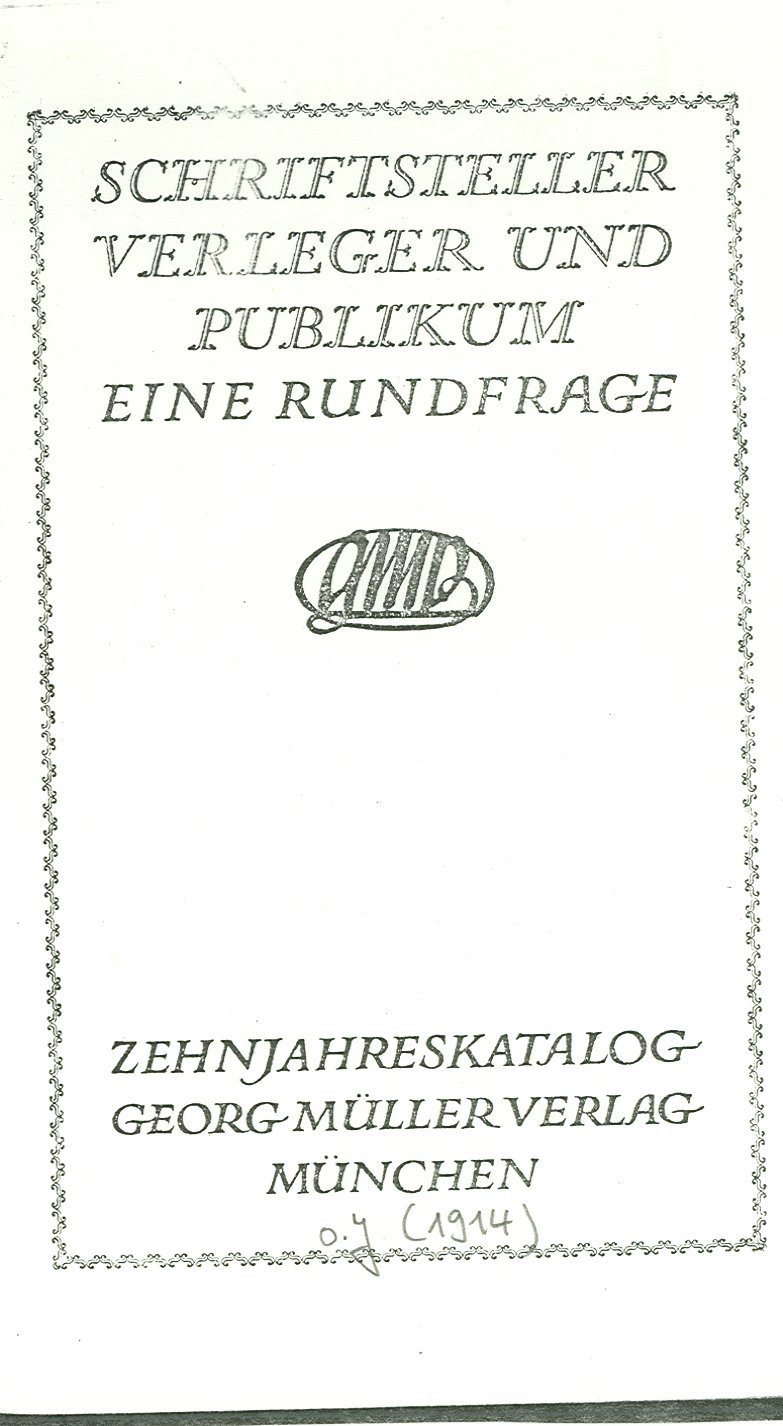 SCHRIFTSTELLER
VERLEGER UND
PUBLIKUM
EINE RUNDFRAGE
ZEHNJAHRESKATALOG
GEORG MÜLLER VERLAG
MÜNCHEN
o.J (1914)